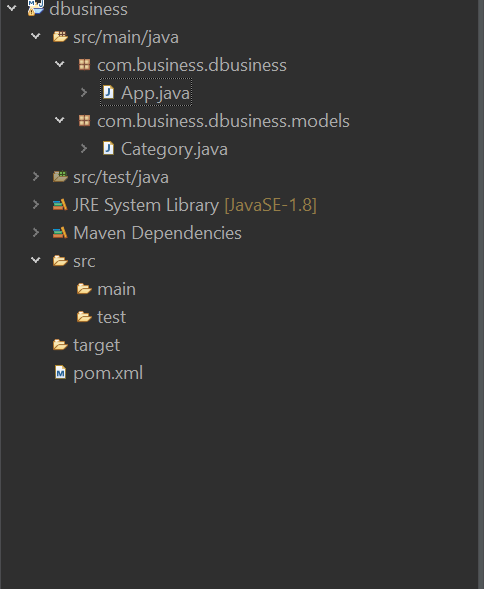 dbusiness
src/main/java
com.business.dbusiness
App.java
com.business.dbusiness.models
Category.java
src/test/java
JRE System Library [JavaSE-1.8]
Maven Dependencies
src
main
test
target
pom.xml